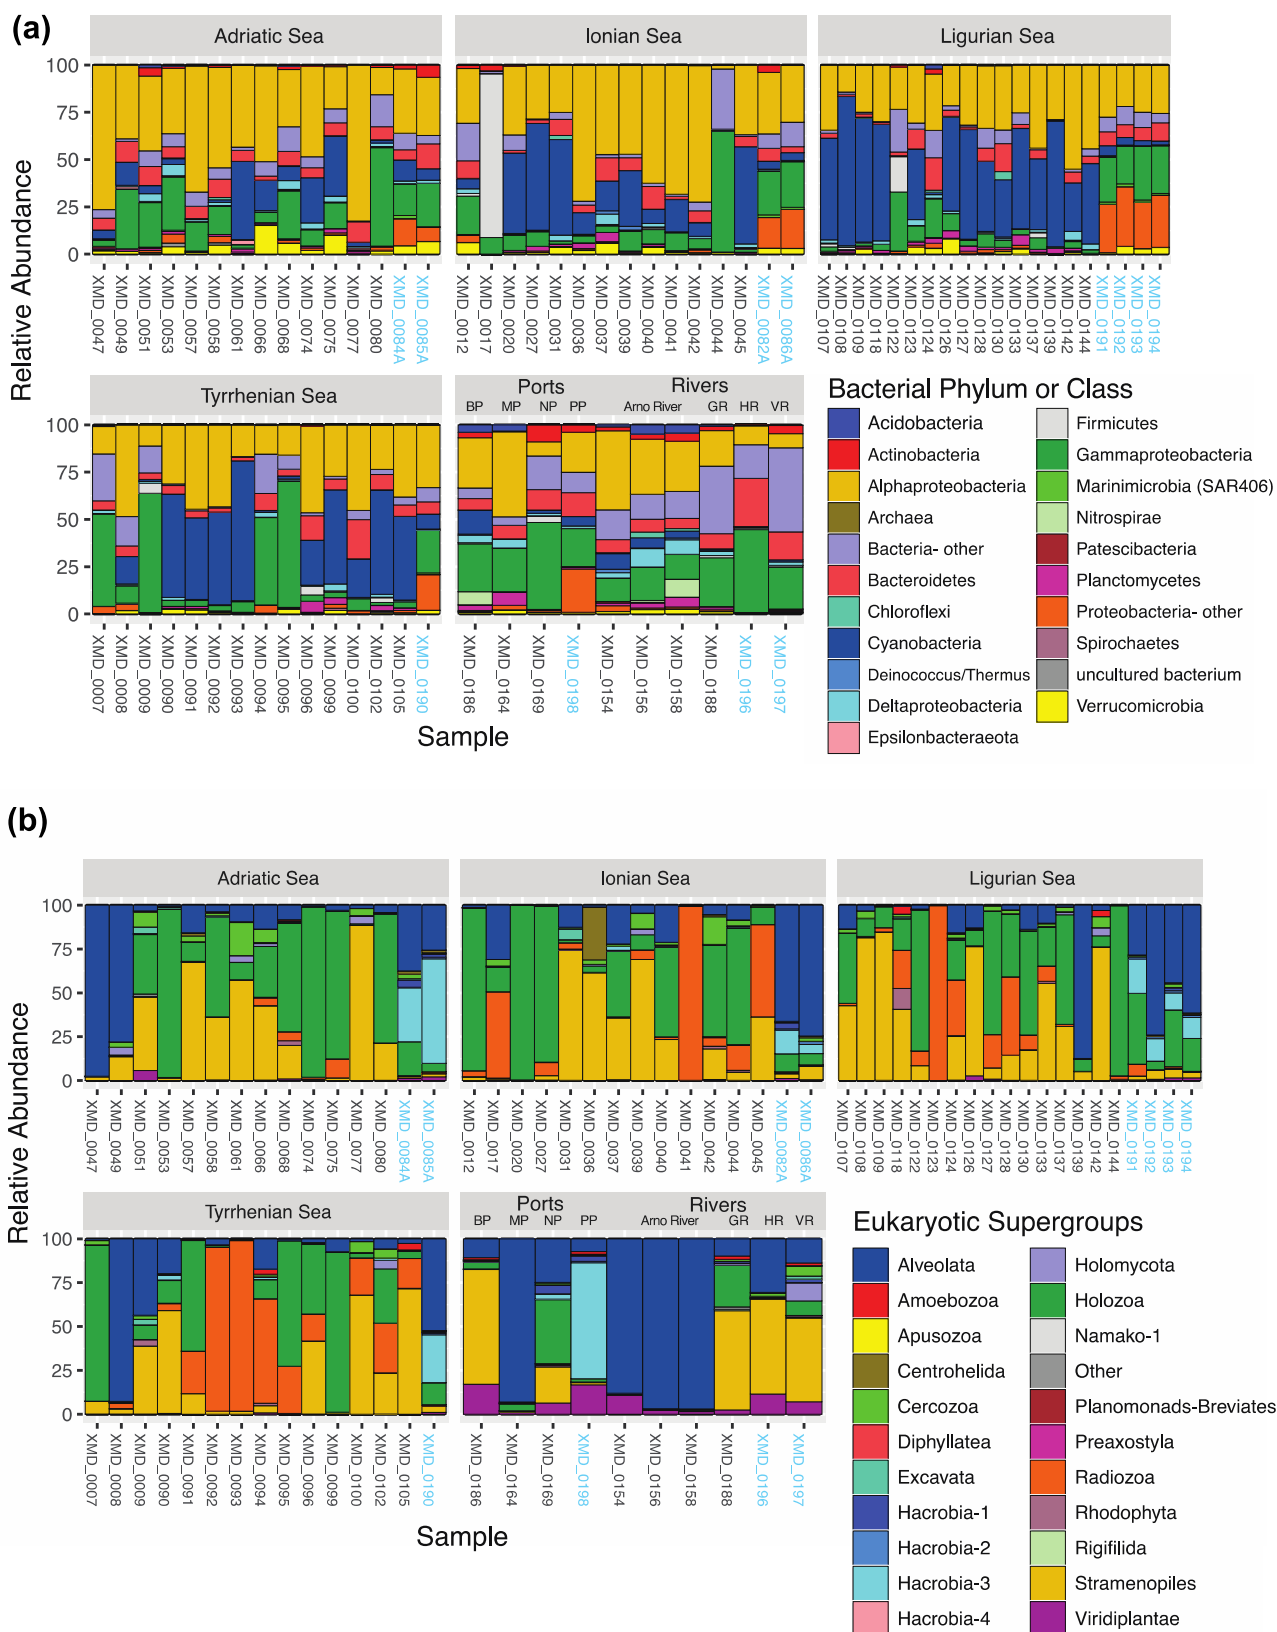 (a)
Adriatic Sea
Ionian Sea
Ligurian Sea
Relative Abundance
100
75
50
25
0
XMD_0047
XMD_0049
XMD_0051
XMD_0053
XMD_0057
XMD_0058
XMD_0061
XMD_0066
XMD_0068
XMD_0074
XMD_0075
XMD_0077
XMD_0080
XMD_0084A
XMD_0085A
XMD_0012
XMD_0017
XMD_0020
XMD_0027
XMD_0031
XMD_0036
XMD_0037
XMD_0039
XMD_0040
XMD_0041
XMD_0042
XMD_0044
XMD_0045
XMD_0082A
XMD_0086A
XMD_0107
XMD_0108
XMD_0109
XMD_0118
XMD_0122
XMD_0123
XMD_0124
XMD_0126
XMD_0127
XMD_0128
XMD_0130
XMD_0133
XMD_0137
XMD_0139
XMD_0142
XMD_0144
XMD_0191
XMD_0192
XMD_0193
XMD_0194
Tyrrhenian Sea
Ports
Rivers
BP
MP
NP
PP
Arno River
GR
HR
VR
100
75
50
25
0
XMD_0007
XMD_0008
XMD_0009
XMD_0090
XMD_0091
XMD_0092
XMD_0093
XMD_0094
XMD_0095
XMD_0096
XMD_0099
XMD_0100
XMD_0102
XMD_0105
XMD_0190
XMD_0186
XMD_0164
XMD_0169
XMD_0198
XMD_0154
XMD_0156
XMD_0158
XMD_0188
XMD_0196
XMD_0197
Sample
Bacterial Phylum or Class
Acidobacteria
Actinobacteria
Alphaproteobacteria
Archaea
Bacteria- other
Bacteroidetes
Chloroflexi
Cyanobacteria
Deinococcus/Thermus
Deltaproteobacteria
Epsilonbacteraeota
Firmicutes
Gammaproteobacteria
Marinimicrobia (SAR406)
Nitrospirae
Patescibacteria
Planctomycetes
Proteobacteria- other
Spirochaetes
uncultured bacterium
Verrucomicrobia
(b)
Adriatic Sea
Ionian Sea
Ligurian Sea
Relative Abundance
100
75
50
25
0
XMD_0047
XMD_0049
XMD_0051
XMD_0053
XMD_0057
XMD_0058
XMD_0061
XMD_0066
XMD_0068
XMD_0074
XMD_0075
XMD_0077
XMD_0080
XMD_0084A
XMD_0085A
XMD_0012
XMD_0017
XMD_0020
XMD_0027
XMD_0031
XMD_0036
XMD_0037
XMD_0039
XMD_0040
XMD_0041
XMD_0042
XMD_0044
XMD_0045
XMD_0082A
XMD_0086A
XMD_0107
XMD_0108
XMD_0109
XMD_0118
XMD_0122
XMD_0123
XMD_0124
XMD_0126
XMD_0127
XMD_0128
XMD_0130
XMD_0133
XMD_0137
XMD_0139
XMD_0142
XMD_0144
XMD_0191
XMD_0192
XMD_0193
XMD_0194
Tyrrhenian Sea
Ports
Rivers
BP
MP
NP
PP
Arno River
GR
HR
VR
100
75
50
25
0
XMD_0007
XMD_0008
XMD_0009
XMD_0090
XMD_0091
XMD_0092
XMD_0093
XMD_0094
XMD_0095
XMD_0096
XMD_0099
XMD_0100
XMD_0102
XMD_0105
XMD_0190
XMD_0186
XMD_0164
XMD_0169
XMD_0198
XMD_0154
XMD_0156
XMD_0158
XMD_0188
XMD_0196
XMD_0197
Sample
Eukaryotic Supergroups
Alveolata
Amoebozoa
Apusozoa
Centrohelida
Cercozoa
Diphyllatea
Excavata
Hacrobia-1
Hacrobia-2
Hacrobia-3
Hacrobia-4
Holomycota
Holozoa
Namako-1
Other
Planomonads-Breviates
Preaxostyla
Radiozoa
Rhodophyta
Rigifilida
Stramenopiles
Viridiplantae